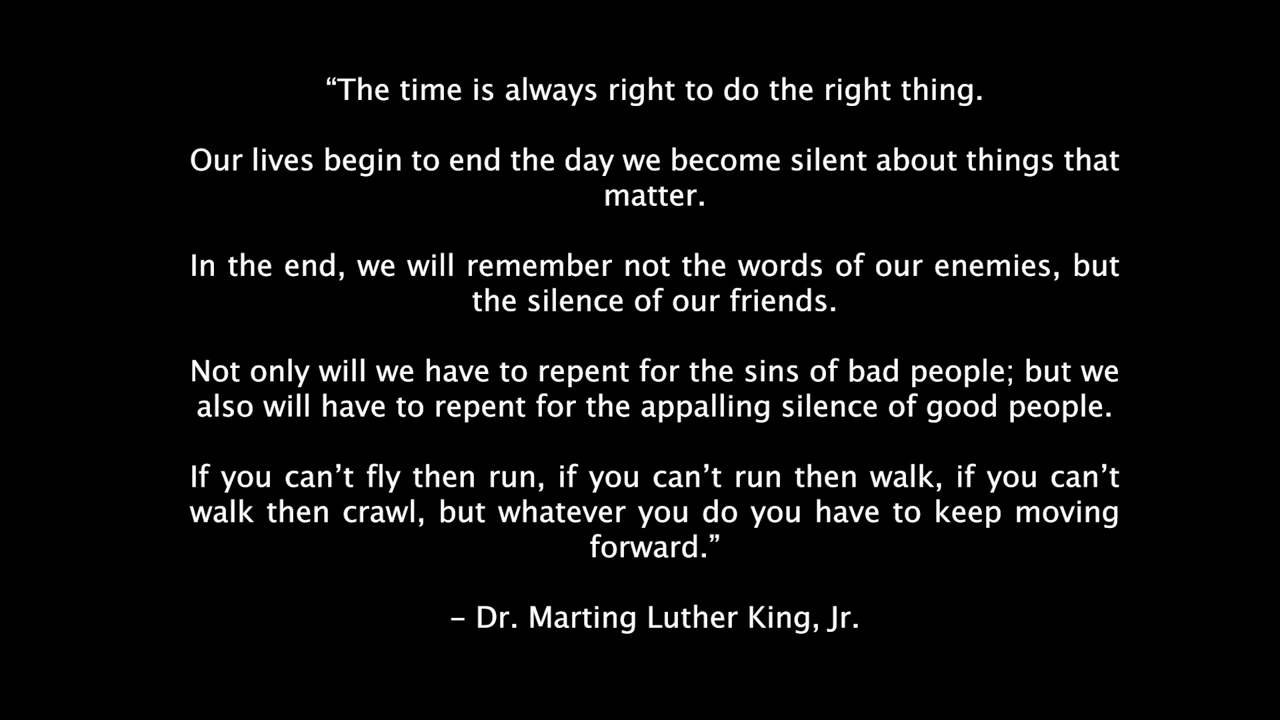 “The time is always right to do the right thing.
Our lives begin to end the day we become silent about things that
matter.
In the end, we will remember not the words of our enemies, but
the silence of our friends.
Not only will we have to repent for the sins of bad people; but we
also will have to repent for the appalling silence of good people.
If you can’t fly then run, if you can’t run then walk, if you can’t
walk then crawl, but whatever you do you have to keep moving
forward.”
– Dr. Marting Luther King, Jr.